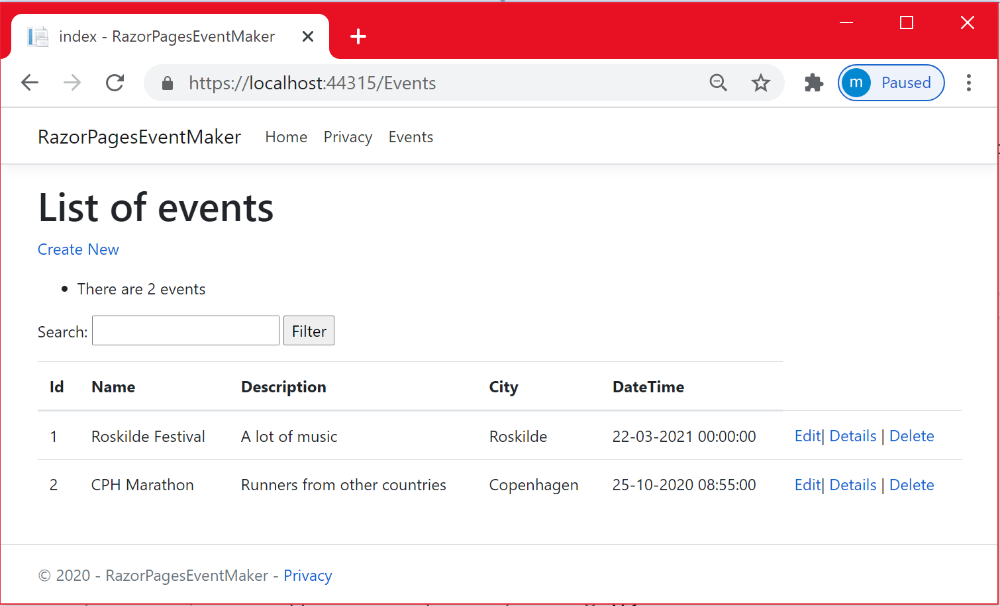 index - RazorPagesEventMaker
https://localhost:44315/Events
m Paused
RazorPagesEventMaker Home Privacy Events
List of events
Create New
• There are 2 events
Search: Filter
Id Name Description City DateTime
1 Roskilde Festival A lot of music Roskilde 22-03-2021 00:00:00 Edit| Details | Delete
2 CPH Marathon Runners from other countries Copenhagen 25-10-2020 08:55:00 Edit| Details | Delete
© 2020 - RazorPagesEventMaker - Privacy